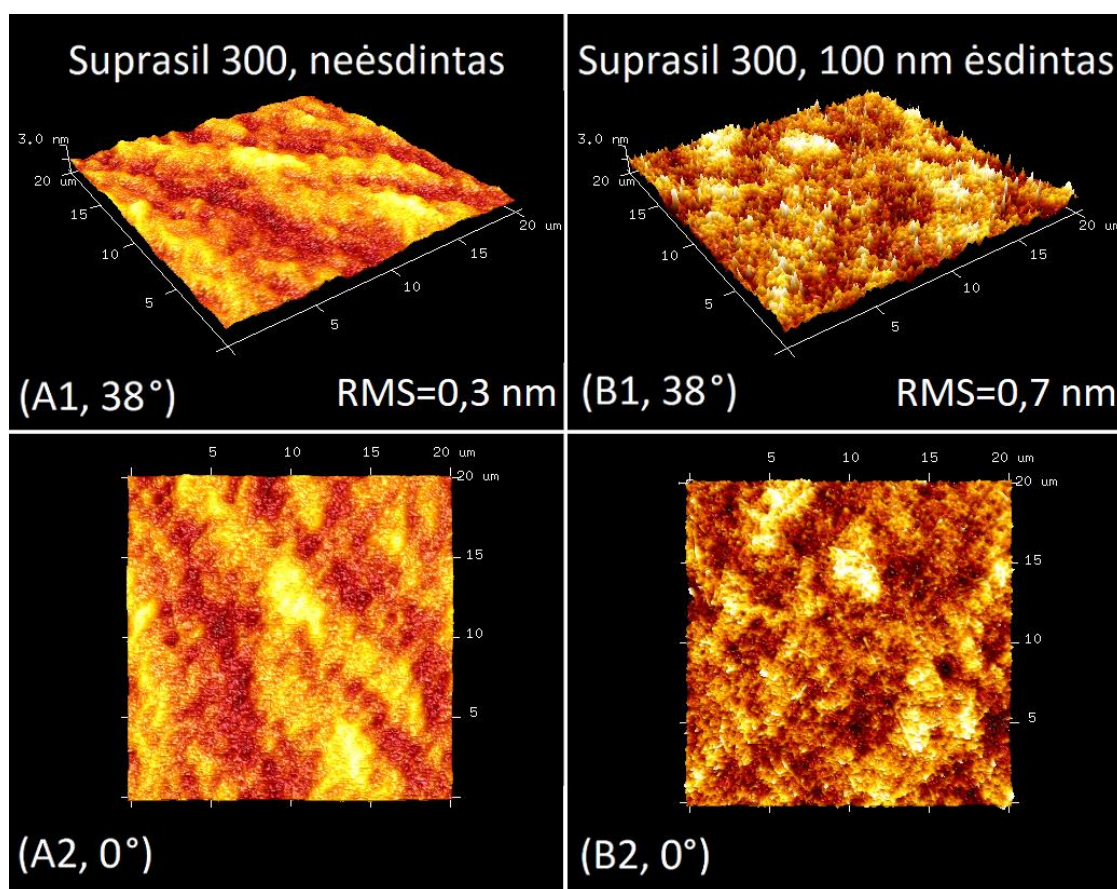 Suprasil 300, neėsdintas
3.0 nm
20 um
15
10
5
5
10
15
20 um
(A1, 38°)
RMS=0,3 nm
Suprasil 300, 100 nm ėsdintas
3.0 nm
20 um
15
10
5
5
10
15
20 um
(B1, 38°)
RMS=0,7 nm
5
10
15
20 um
20 um
15
10
5
(A2, 0°)
5
10
15
20 um
20 um
15
10
5
(B2, 0°)